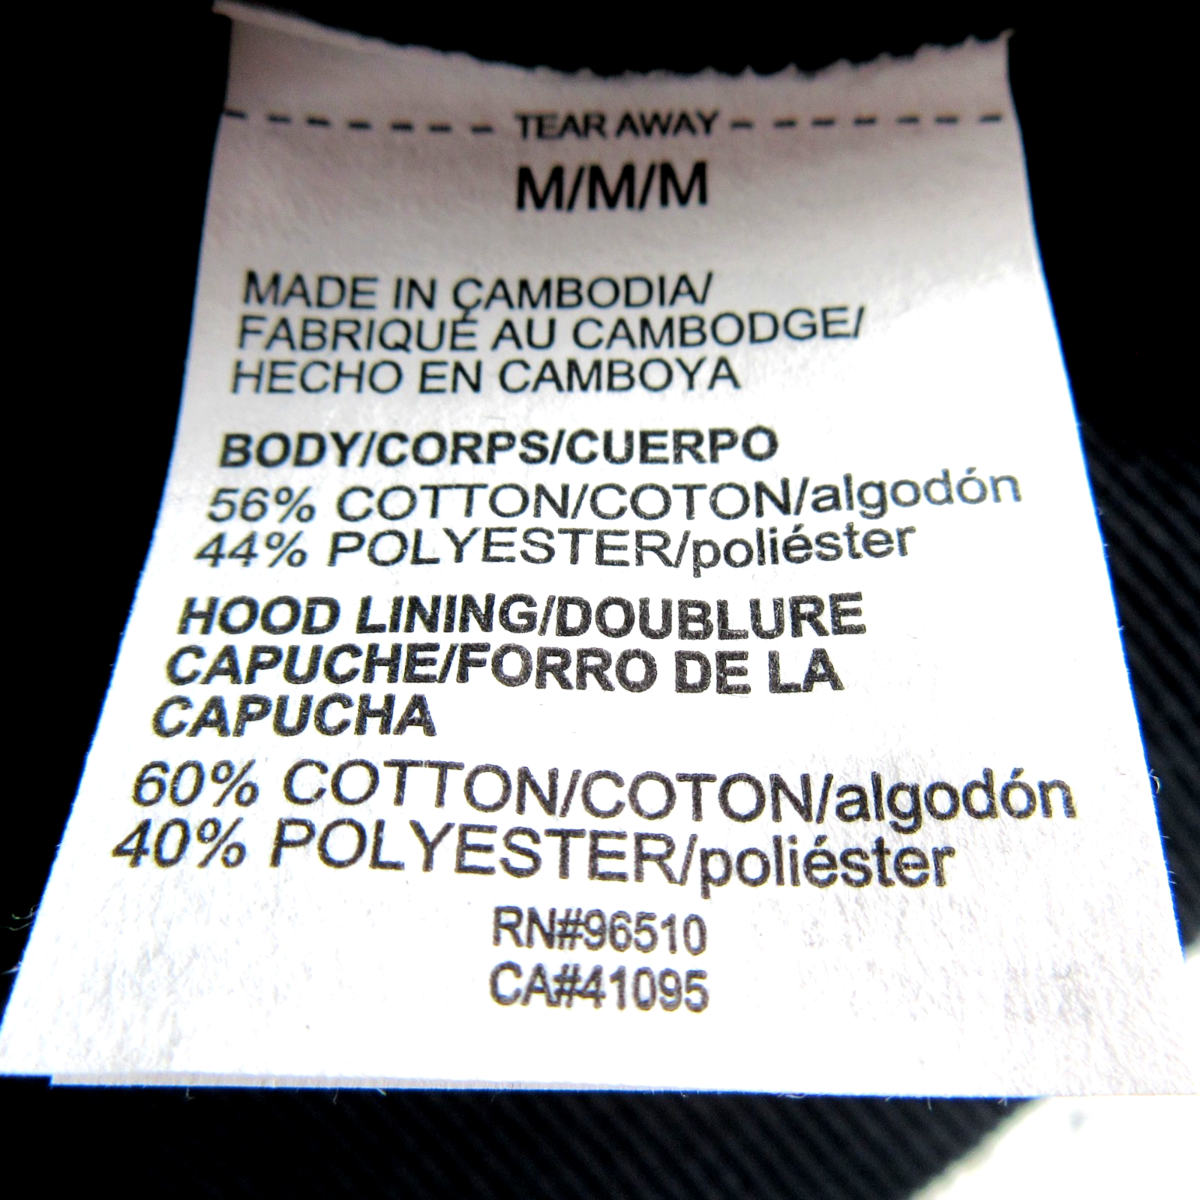 TEAR AWAY
M/M/M
MADE IN CAMBODIA/
FABRIQUÉ AU CAMBODGE/
HECHO EN CAMBOYA
BODY/CORPS/CUERPO
56% COTTON/COTON/algodón
44% POLYESTER/poliéster
HOOD LINING/DOUBLURE
CAPUCHE/FORRO DE LA
CAPUCHA
60% COTTON/COTON/algodón
40% POLYESTER/poliéster
RN#96510
CA#41095